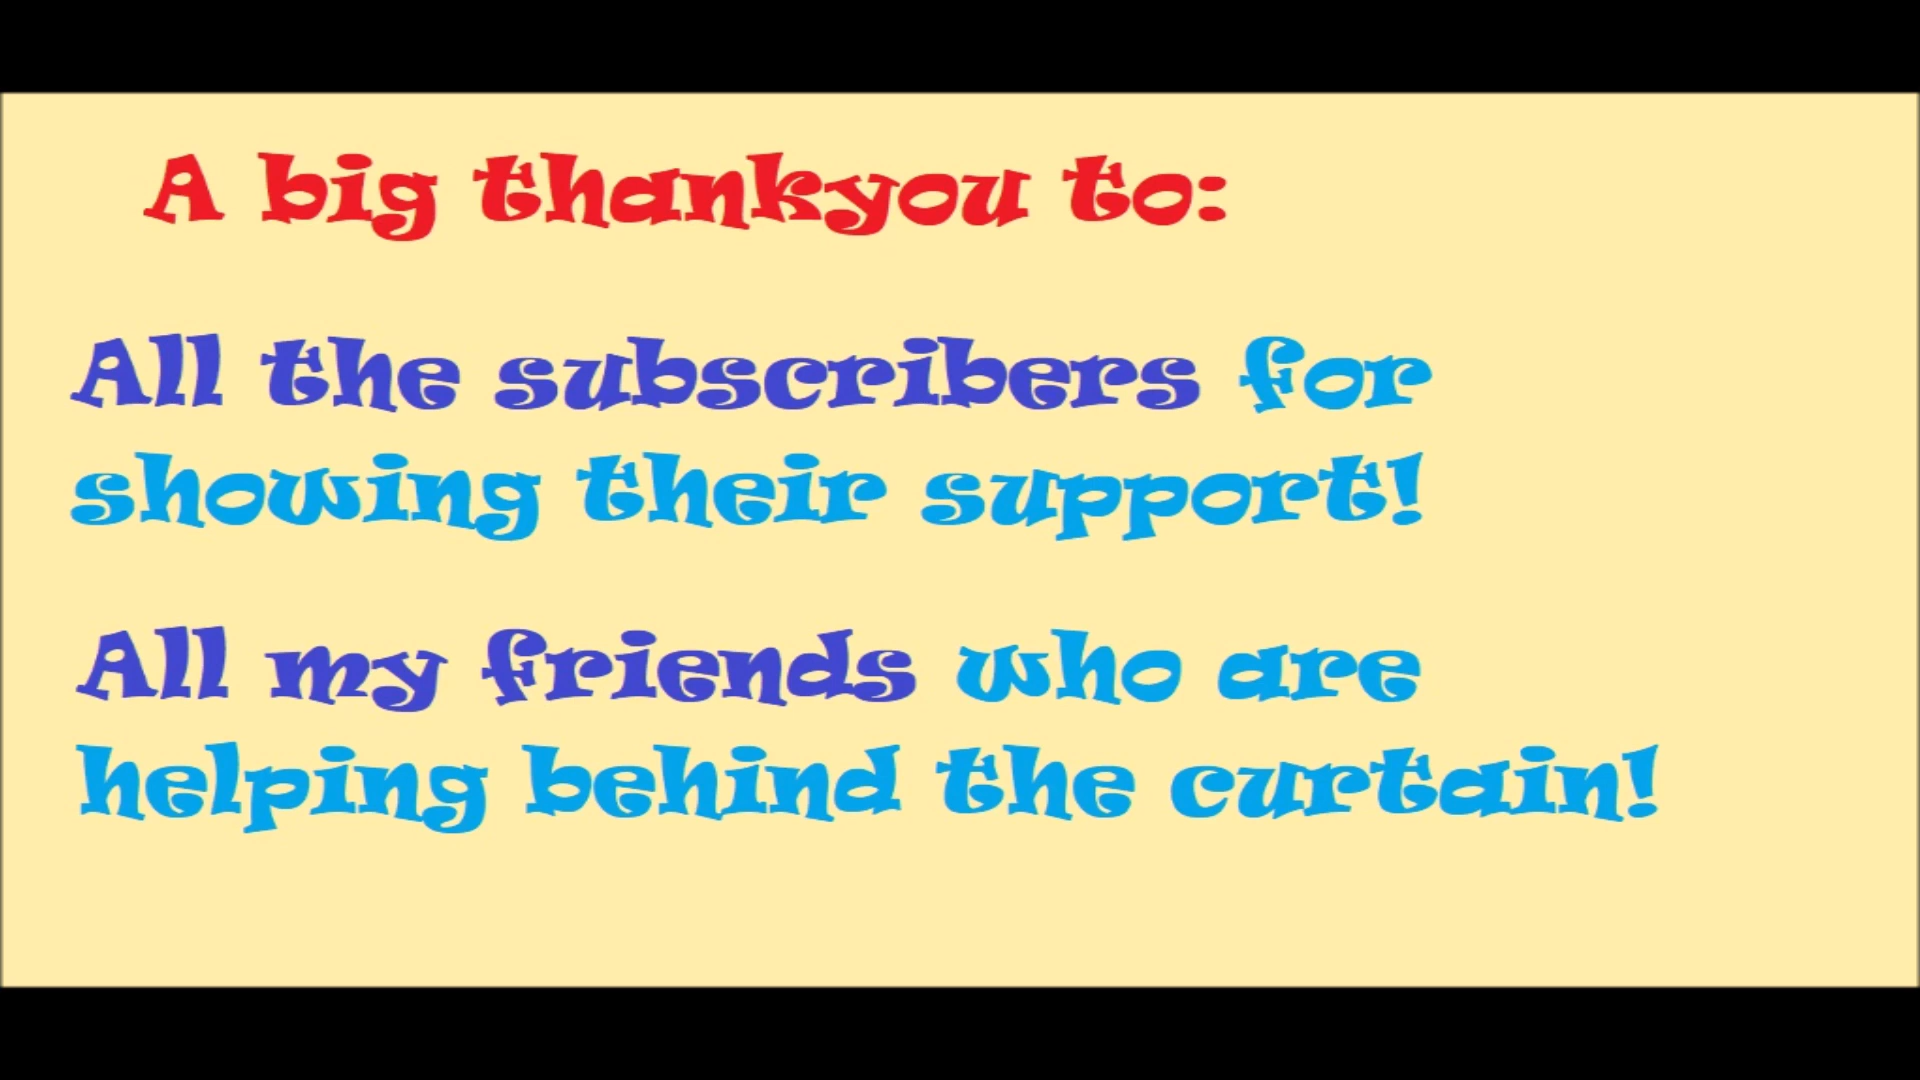 A big thankyou to:
All the subscribers for
showing their support!
All my friends who are
helping behind the curtain!